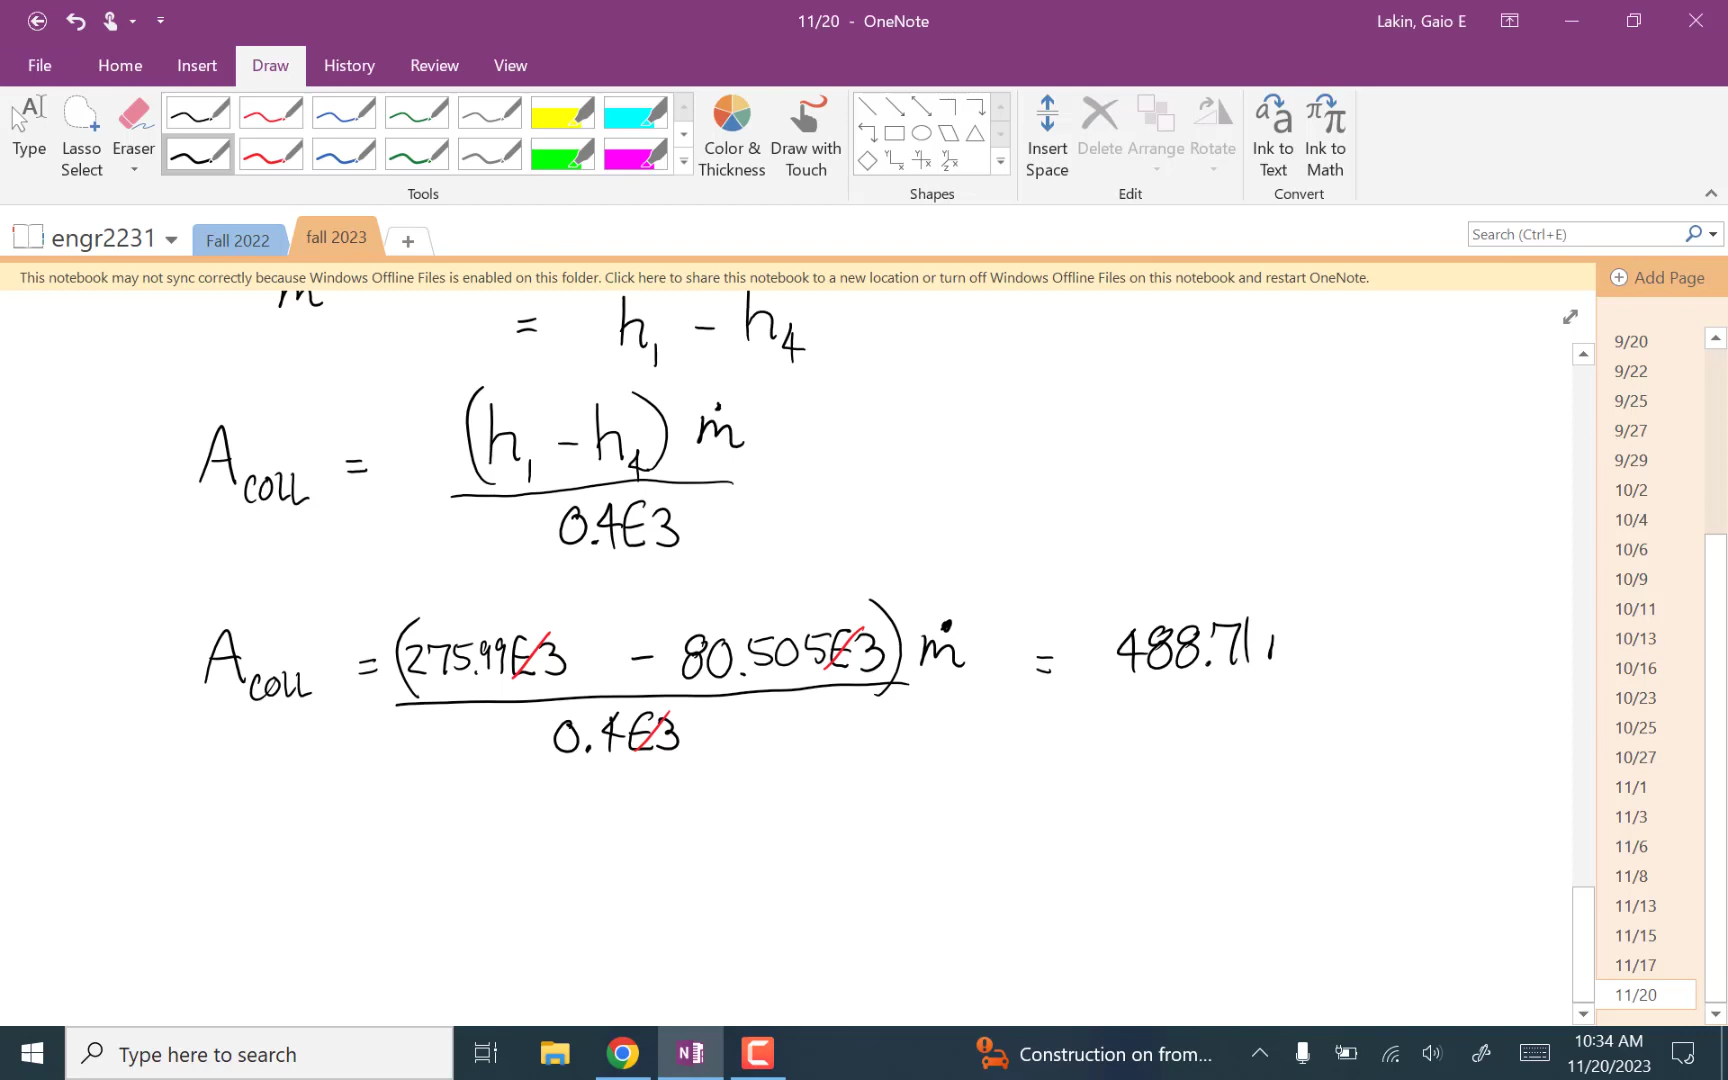 11/20 - OneNote
Lakin, Gaio E
File Home Insert Draw History Review View
Type
Lasso Select
Eraser
Color & Thickness
Draw with Touch
Insert Space
Delete Arrange Rotate
Ink to Text
Ink to Math
Tools Shapes Edit Convert
engr2231 Fall 2022 fall 2023
Search (Ctrl+E)
This notebook may not sync correctly because Windows Offline Files is enabled on this folder. Click here to share this notebook to a new location or turn off Windows Offline Files on this notebook and restart OneNote.
Add Page
9/20
9/22
9/25
9/27
9/29
10/2
10/4
10/6
10/9
10/11
10/13
10/16
10/23
10/25
10/27
11/1
11/3
11/6
11/8
11/13
11/15
11/17
11/20
ṁ
= h₁ - h₄
A_coll = (h₁ - h₄) ṁ
0.4E3
A_coll = (275.99E3 - 80.505E3) ṁ = 488.71
0.4E3
Type here to search
Construction on from...
10:34 AM
11/20/2023